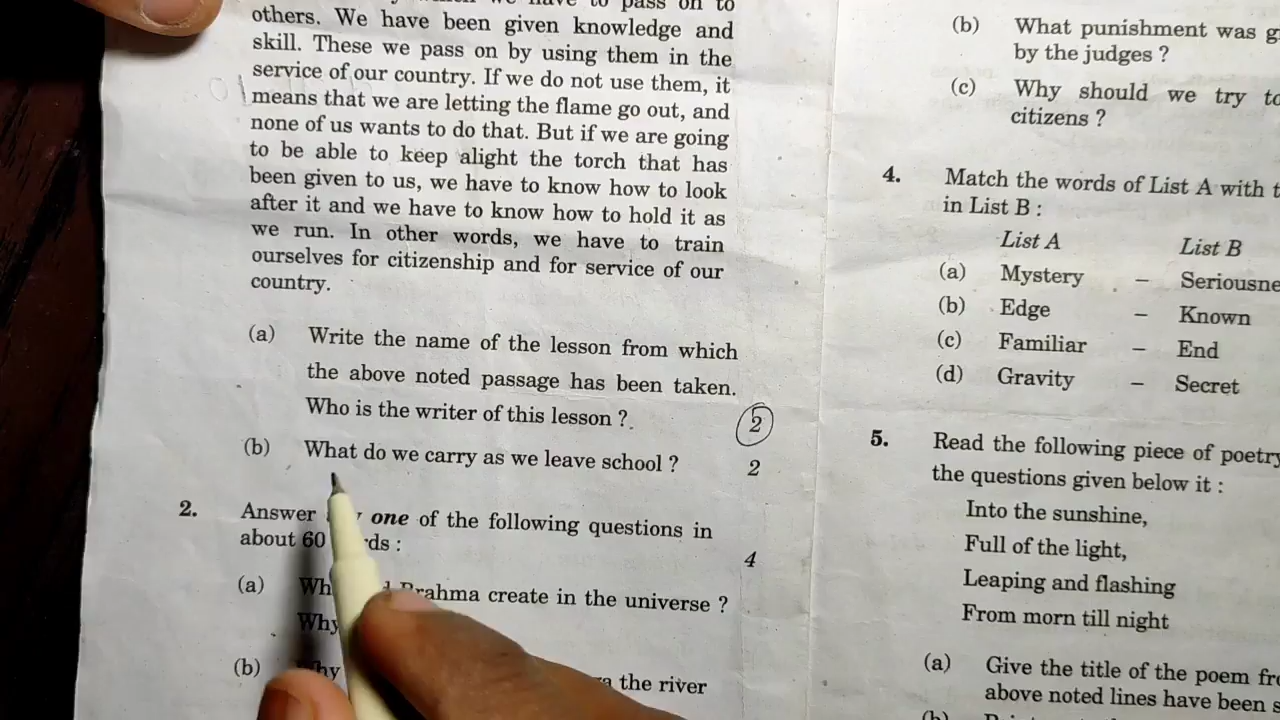 have to pass on to
others. We have been given knowledge and
skill. These we pass on by using them in the
service of our country. If we do not use them, it
means that we are letting the flame go out, and
none of us wants to do that. But if we are going
to be able to keep alight the torch that has
been given to us, we have to know how to look
after it and we have to know how to hold it as
we run. In other words, we have to train
ourselves for citizenship and for service of our
country.
(a) Write the name of the lesson from which
the above noted passage has been taken.
Who is the writer of this lesson ?
2
(b) What do we carry as we leave school ? 2
2. Answer one of the following questions in
about 60
4
(a) Brahma create in the universe ?
Why
(b) the river
(b) What punishment was
by the judges ?
(c) Why should we try
citizens ?
4. Match the words of List A with
in List B :
List A List B
(a) Mystery –
(b) Edge – Known
(c) Familiar – End
(d) Gravity – Secret
5. Read the following piece of poetry
the questions given below it :
Into the sunshine,
Full of the light,
Leaping and flashing
From morn till night
(a) Give the title of the poem
above noted lines have been